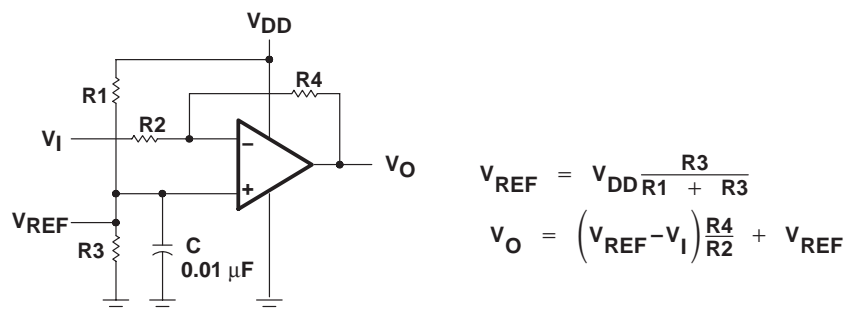 VDD
R4
R1
R2
VI
−
VO
+
VREF
R3
C
0.01 μF
VREF = VDD R3 / R1 + R3
VO = (VREF−VI) R4 / R2 + VREF